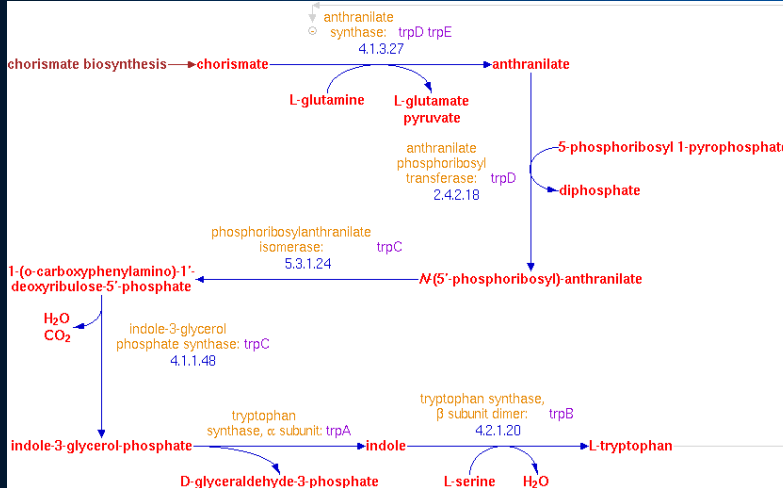 anthranilate
synthase: trpD trpE
4.1.3.27
chorismate biosynthesis chorismate anthranilate
L-glutamine L-glutamate
pyruvate
5-phosphoribosyl 1-pyrophosphate
anthranilate
phosphoribosyl
transferase: trpD
2.4.2.18
diphosphate
phosphoribosylanthranilate
isomerase: trpC
5.3.1.24
1-(o-carboxyphenylamino)-1'-
deoxyribulose-5'-phosphate
N-(5'-phosphoribosyl)-anthranilate
H₂O
CO₂
indole-3-glycerol
phosphate synthase: trpC
4.1.1.48
tryptophan
synthase, α subunit: trpA
tryptophan synthase,
β subunit dimer: trpB
4.2.1.20
indole-3-glycerol-phosphate indole L-tryptophan
D-glyceraldehyde-3-phosphate L-serine H₂O